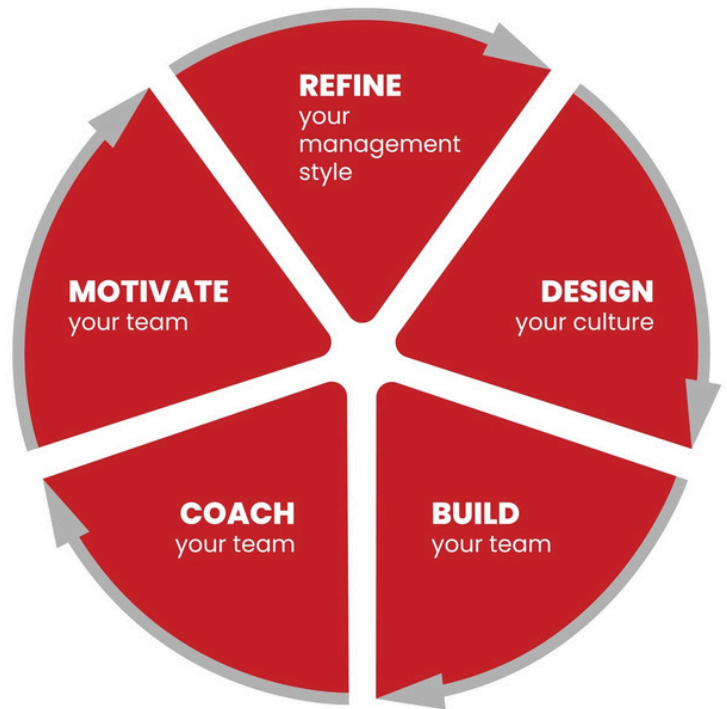 REFINE
your
management
style
DESIGN
your culture
BUILD
your team
COACH
your team
MOTIVATE
your team